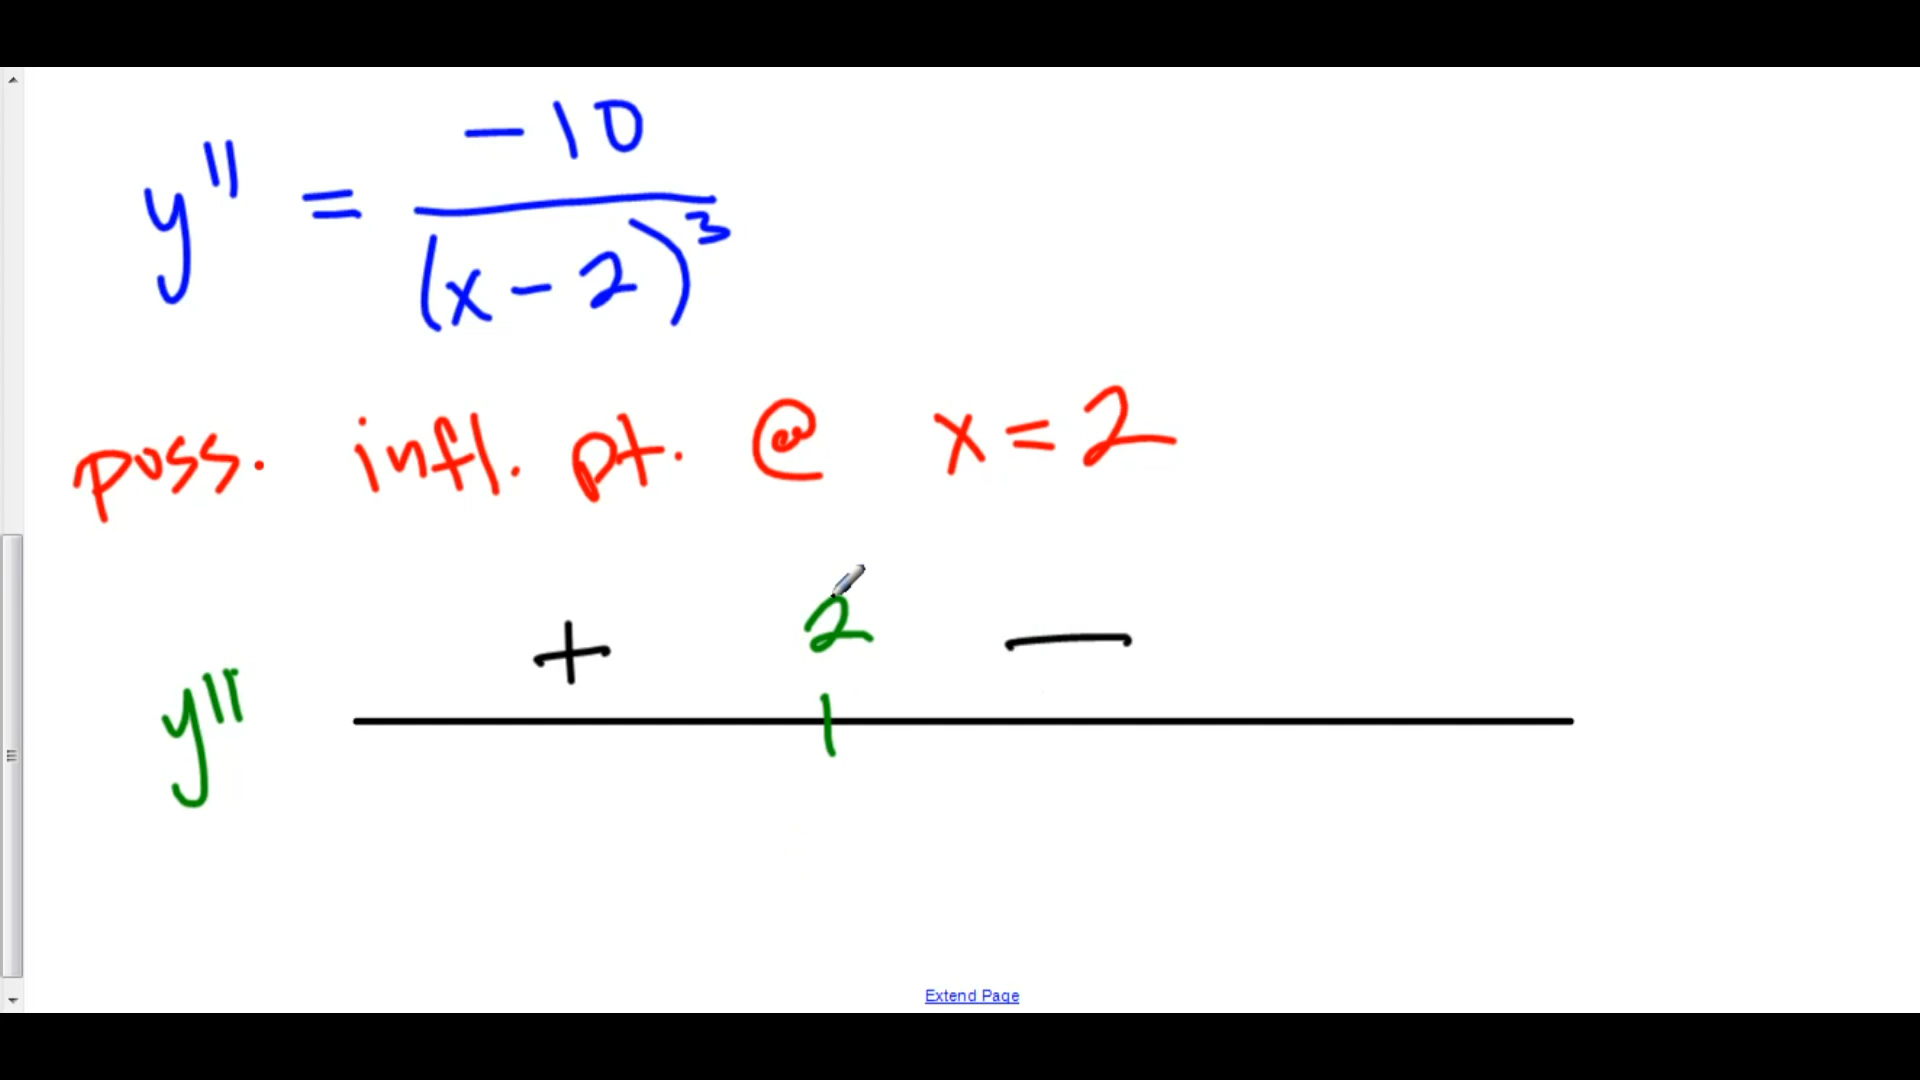 y'' = -10 / (x-2)^3
poss. infl. pt. @ x=2
+ 2 —
y''
Extend Page